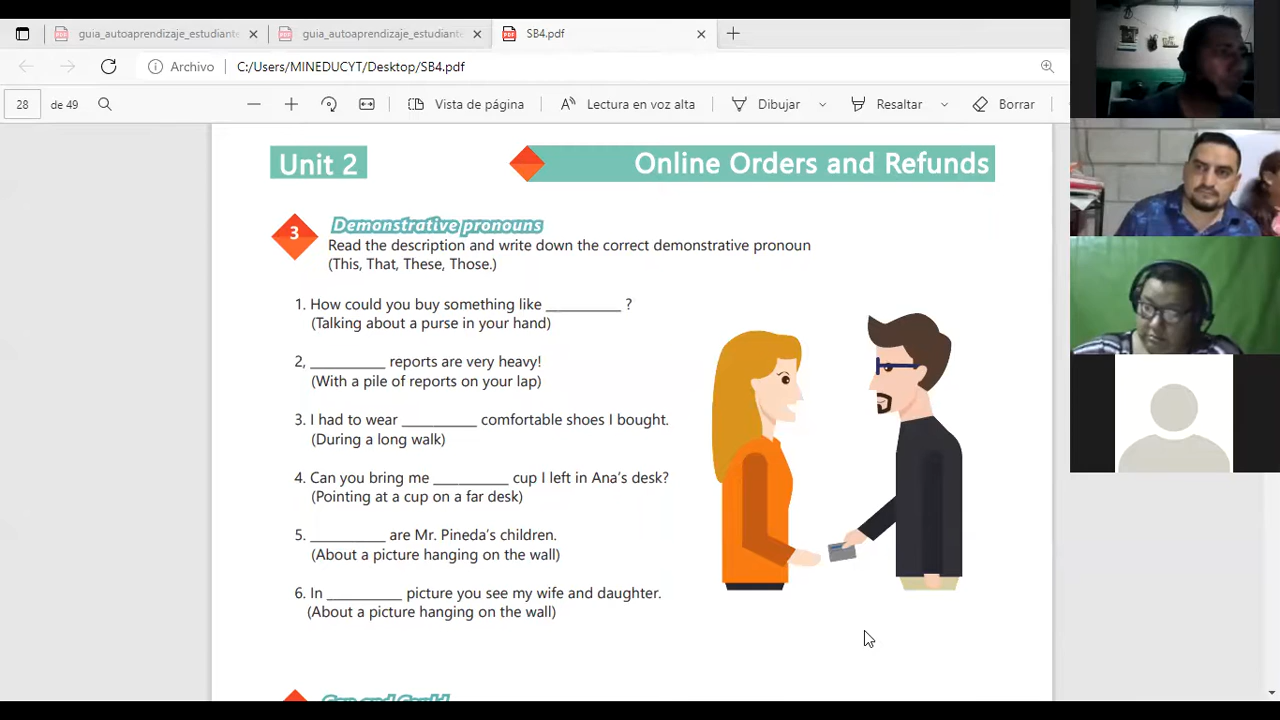 guia_autoaprendizaje_estudiante
guia_autoaprendizaje_estudiante
SB4.pdf
Archivo
C:/Users/MINEDUCYT/Desktop/SB4.pdf
28
de 49
Vista de página
Lectura en voz alta
Dibujar
Resaltar
Borrar
Unit 2
Online Orders and Refunds
3
Demonstrative pronouns
Read the description and write down the correct demonstrative pronoun
(This, That, These, Those.)
1. How could you buy something like __________ ?
(Talking about a purse in your hand)
2, __________ reports are very heavy!
(With a pile of reports on your lap)
3. I had to wear __________ comfortable shoes I bought.
(During a long walk)
4. Can you bring me __________ cup I left in Ana's desk?
(Pointing at a cup on a far desk)
5. __________ are Mr. Pineda's children.
(About a picture hanging on the wall)
6. In __________ picture you see my wife and daughter.
(About a picture hanging on the wall)
Can and Could